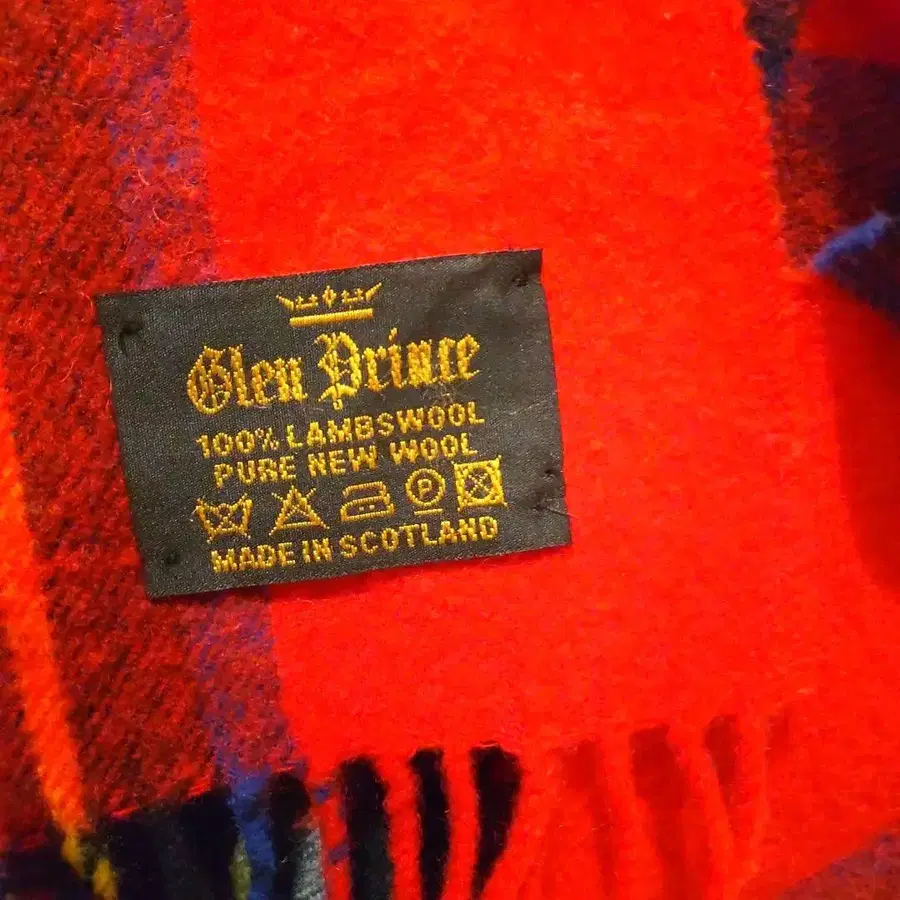 Glen Prince
100% LAMBSWOOL
PURE NEW WOOL
P
MADE IN SCOTLAND